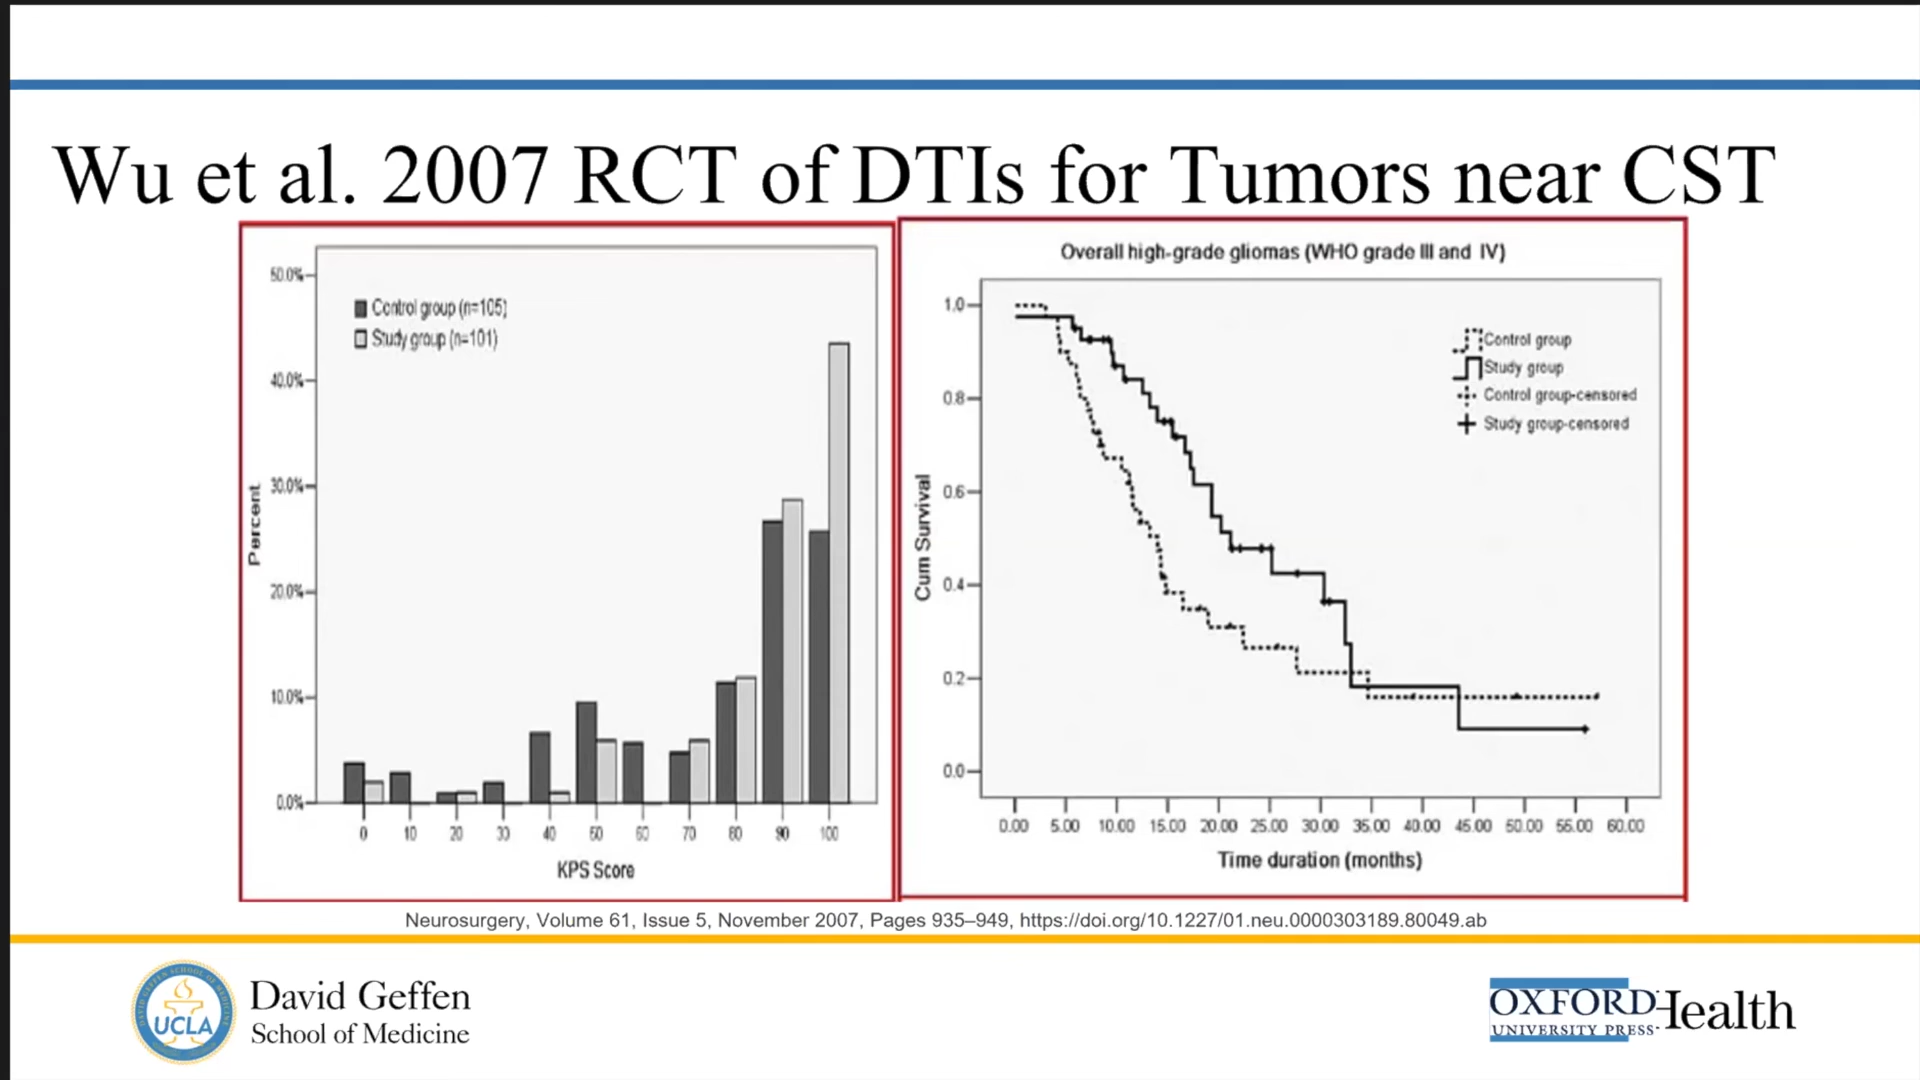 Wu et al. 2007 RCT of DTIs for Tumors near CST
50.0%
40.0%
30.0%
20.0%
10.0%
0.0%
Percent
Control group (n=105)
Study group (n=101)
0 10 20 30 40 50 60 70 80 90 100
KPS Score
Overall high-grade gliomas (WHO grade III and IV)
1.0
0.8
0.6
0.4
0.2
0.0
Cum Survival
Control group
Study group
Control group-censored
Study group-censored
0.00 5.00 10.00 15.00 20.00 25.00 30.00 35.00 40.00 45.00 50.00 55.00 60.00
Time duration (months)
Neurosurgery, Volume 61, Issue 5, November 2007, Pages 935–949, https://doi.org/10.1227/01.neu.0000303189.80049.ab
UCLA
David Geffen
School of Medicine
OXFORD
UNIVERSITY PRESS
Health